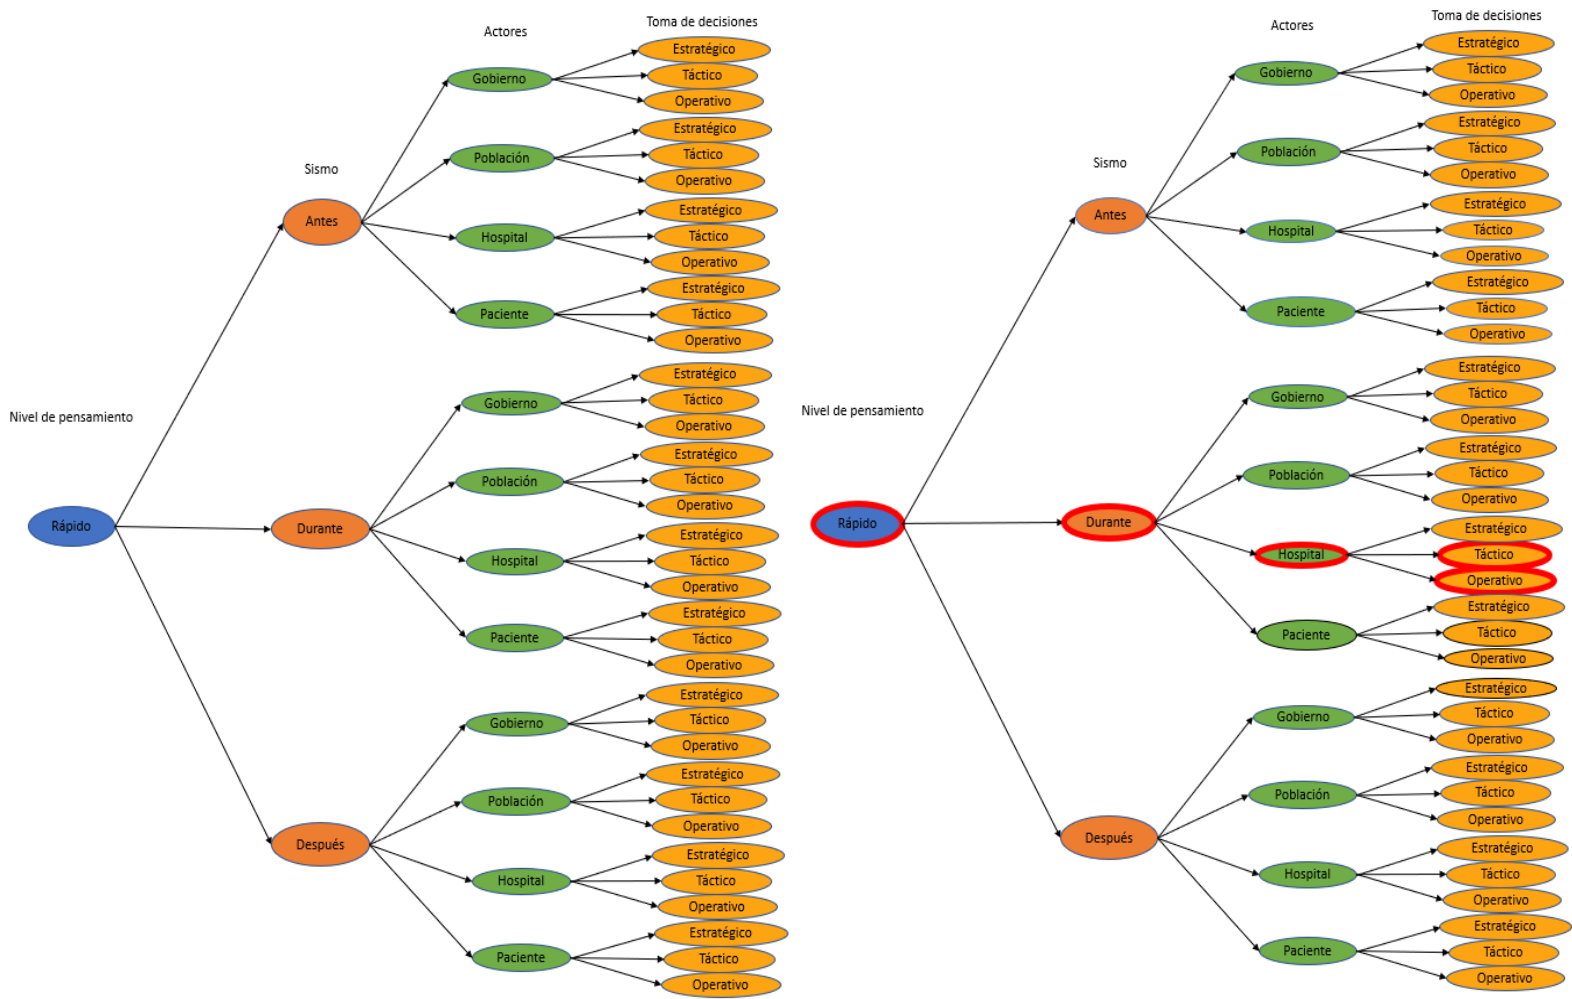 Toma de decisiones
Actores
Estratégico
Gobierno
Táctico
Operativo
Estratégico
Población
Táctico
Operativo
Sismo
Antes
Estratégico
Hospital
Táctico
Operativo
Estratégico
Paciente
Táctico
Operativo
Nivel de pensamiento
Rápido
Estratégico
Gobierno
Táctico
Operativo
Estratégico
Población
Táctico
Operativo
Durante
Estratégico
Hospital
Táctico
Operativo
Estratégico
Paciente
Táctico
Operativo
Estratégico
Gobierno
Táctico
Operativo
Estratégico
Población
Táctico
Operativo
Después
Estratégico
Hospital
Táctico
Operativo
Estratégico
Paciente
Táctico
Operativo
Toma de decisiones
Actores
Estratégico
Gobierno
Táctico
Operativo
Estratégico
Población
Táctico
Operativo
Sismo
Antes
Estratégico
Hospital
Táctico
Operativo
Estratégico
Paciente
Táctico
Operativo
Nivel de pensamiento
Rápido
Estratégico
Gobierno
Táctico
Operativo
Estratégico
Población
Táctico
Operativo
Durante
Estratégico
Hospital
Táctico
Operativo
Estratégico
Paciente
Táctico
Operativo
Estratégico
Gobierno
Táctico
Operativo
Estratégico
Población
Táctico
Operativo
Después
Estratégico
Hospital
Táctico
Operativo
Estratégico
Paciente
Táctico
Operativo